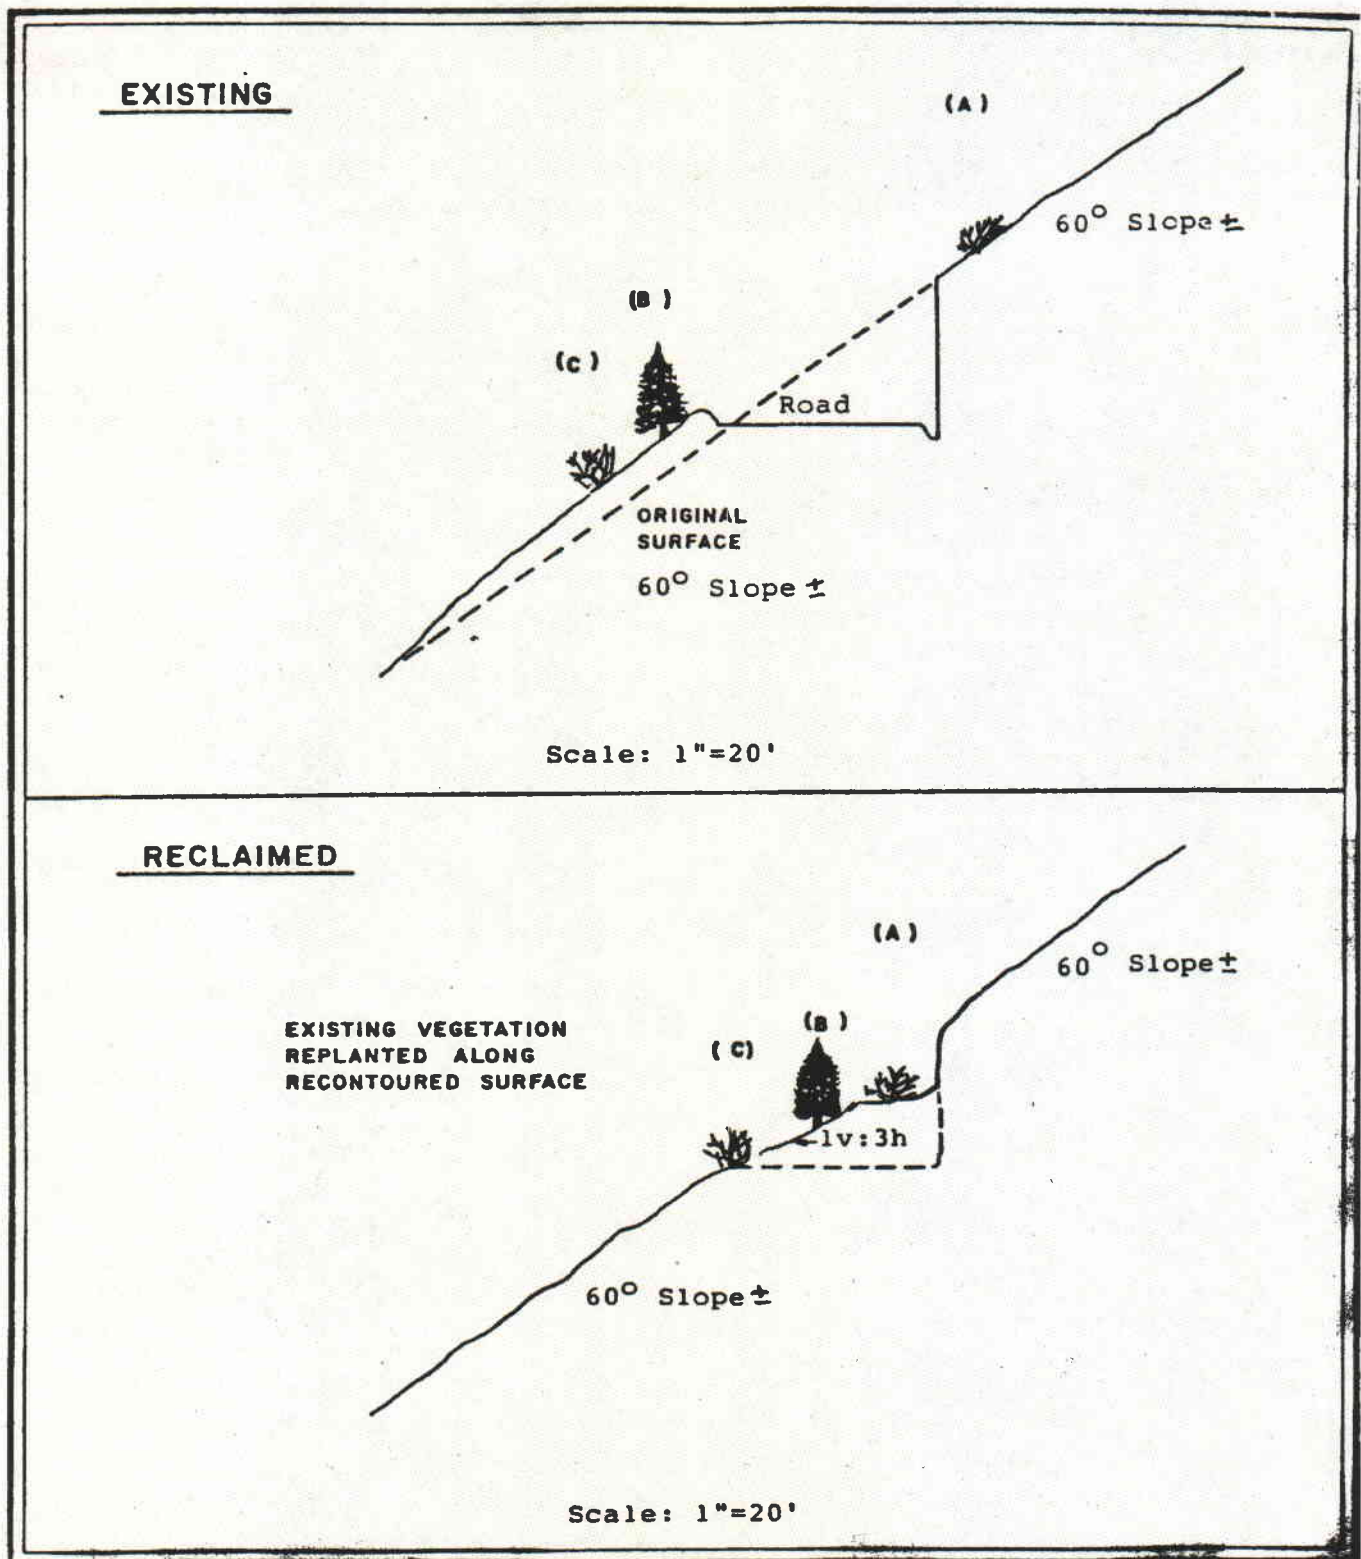 EXISTING
(A)
60° Slope ±
(B)
(C)
Road
ORIGINAL
SURFACE
60° Slope ±
Scale: 1"=20'
RECLAIMED
(A)
60° Slope ±
EXISTING VEGETATION
REPLANTED ALONG
RECONTOURED SURFACE
(B)
(C)
1v:3h
60° Slope ±
Scale: 1"=20'